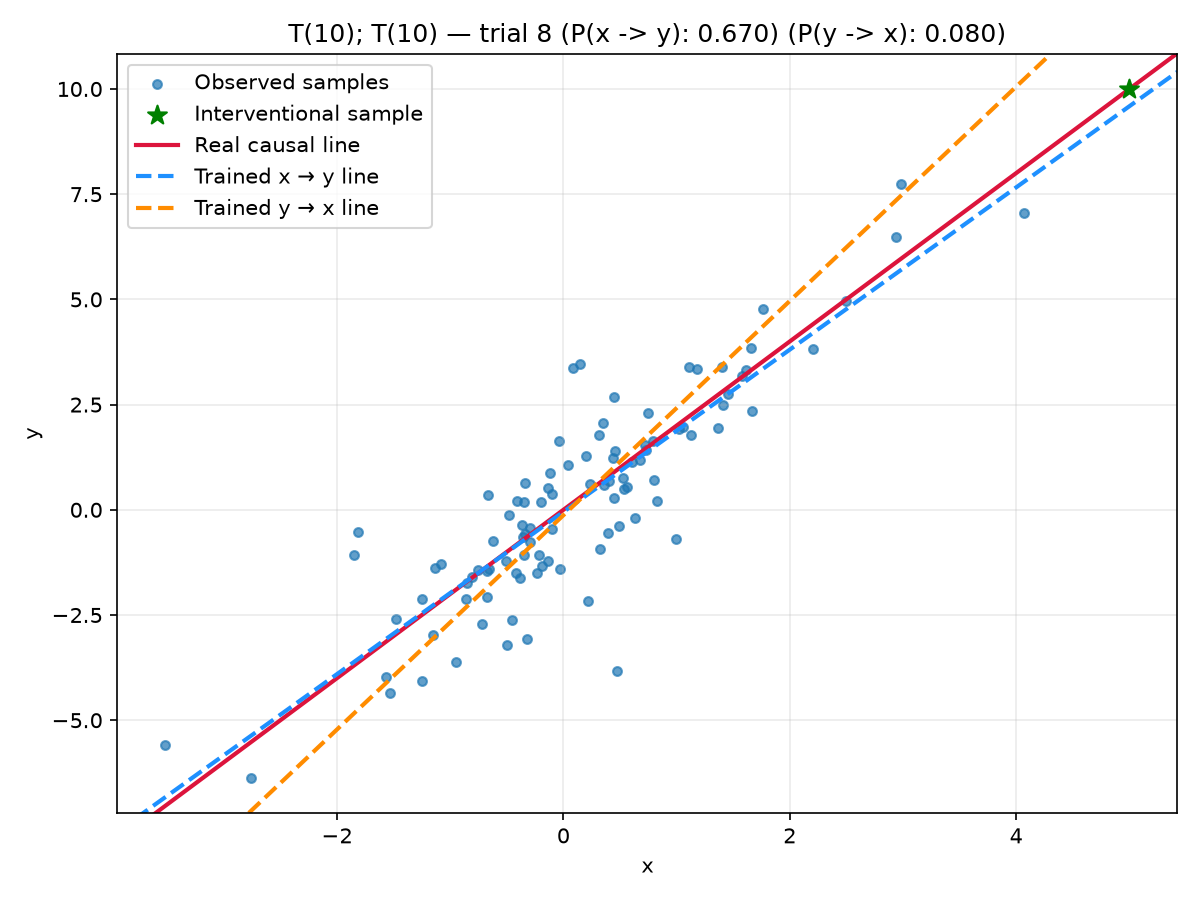 T(10); T(10) — trial 8 (P(x -> y): 0.670) (P(y -> x): 0.080)
Observed samples
Interventional sample
Real causal line
Trained x → y line
Trained y → x line
10.0
7.5
5.0
2.5
0.0
−2.5
−5.0
y
−2
0
2
4
x